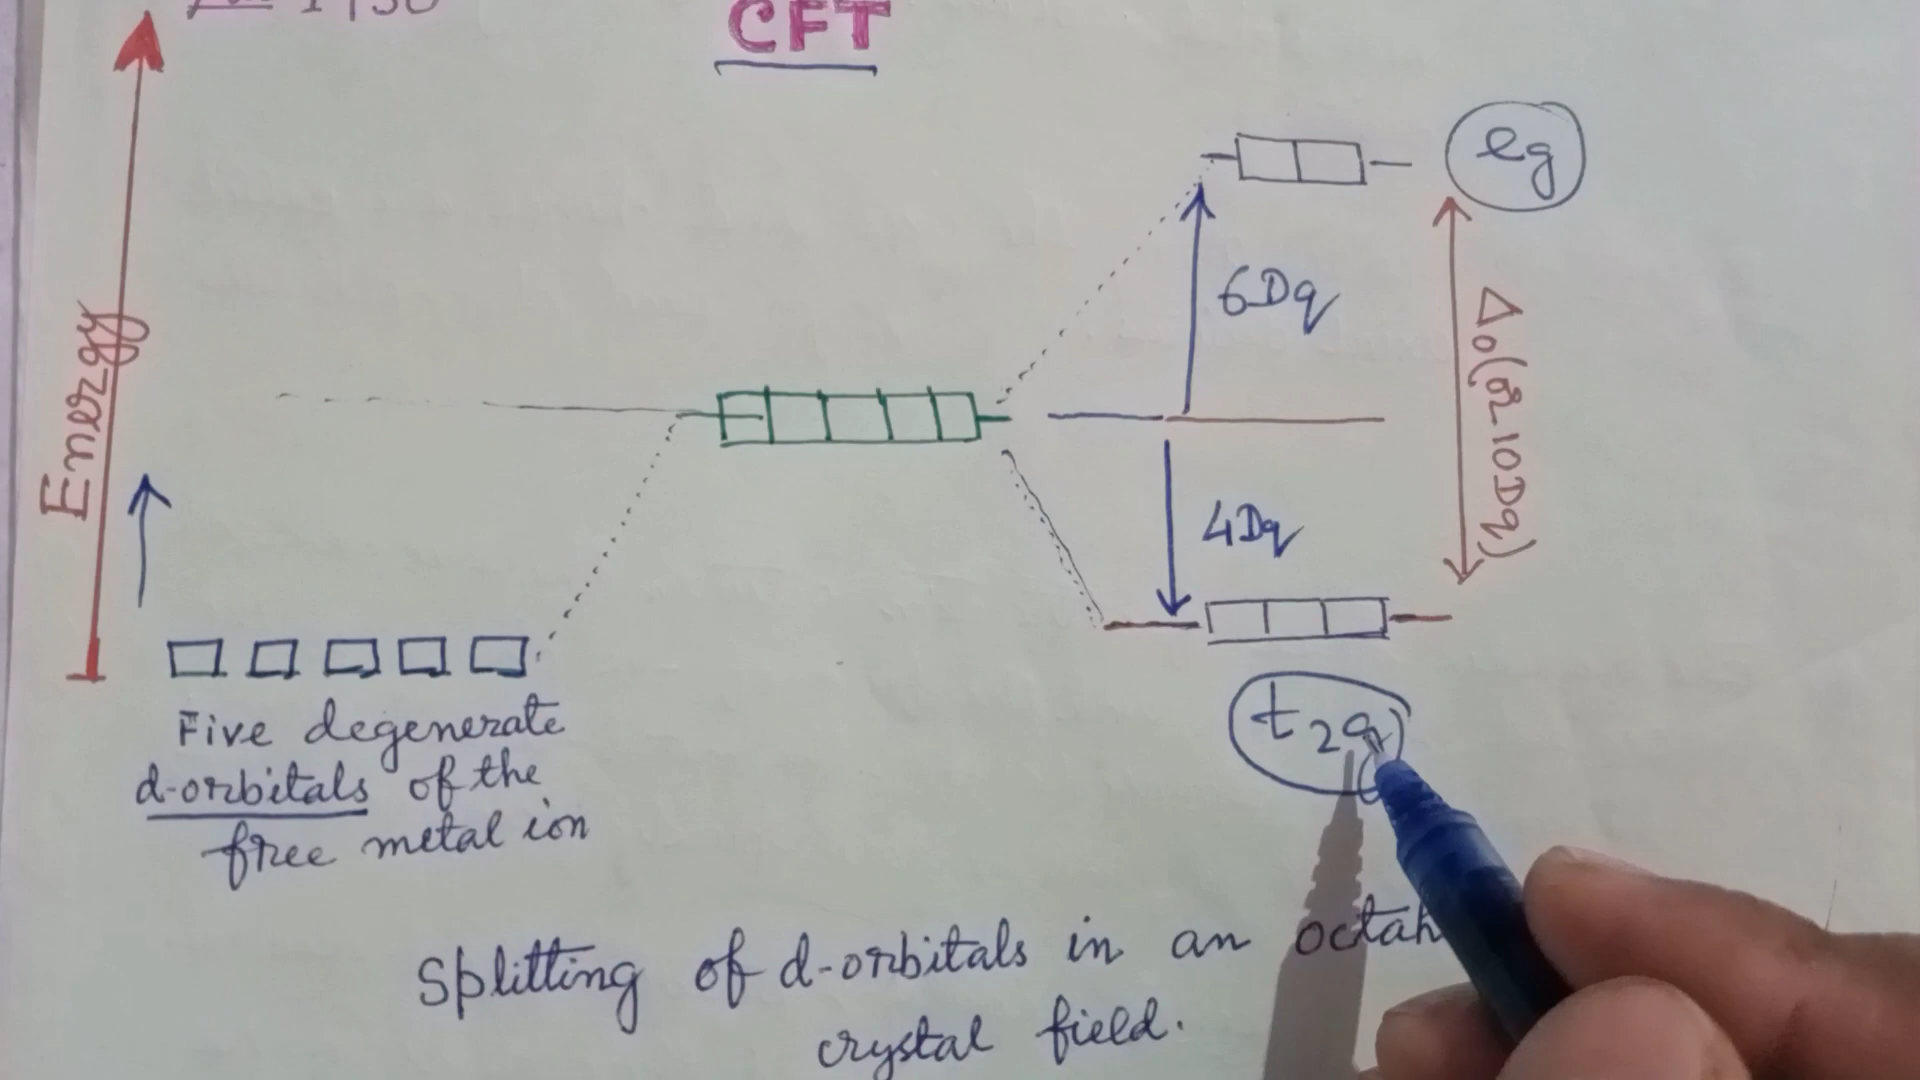 CFT
eg
6Dq
Energy
Δo(or 10Dq)
4Dq
t2g
Five degenerate
d-orbitals of the
free metal ion
Splitting of d-orbitals in an octah
crystal field.